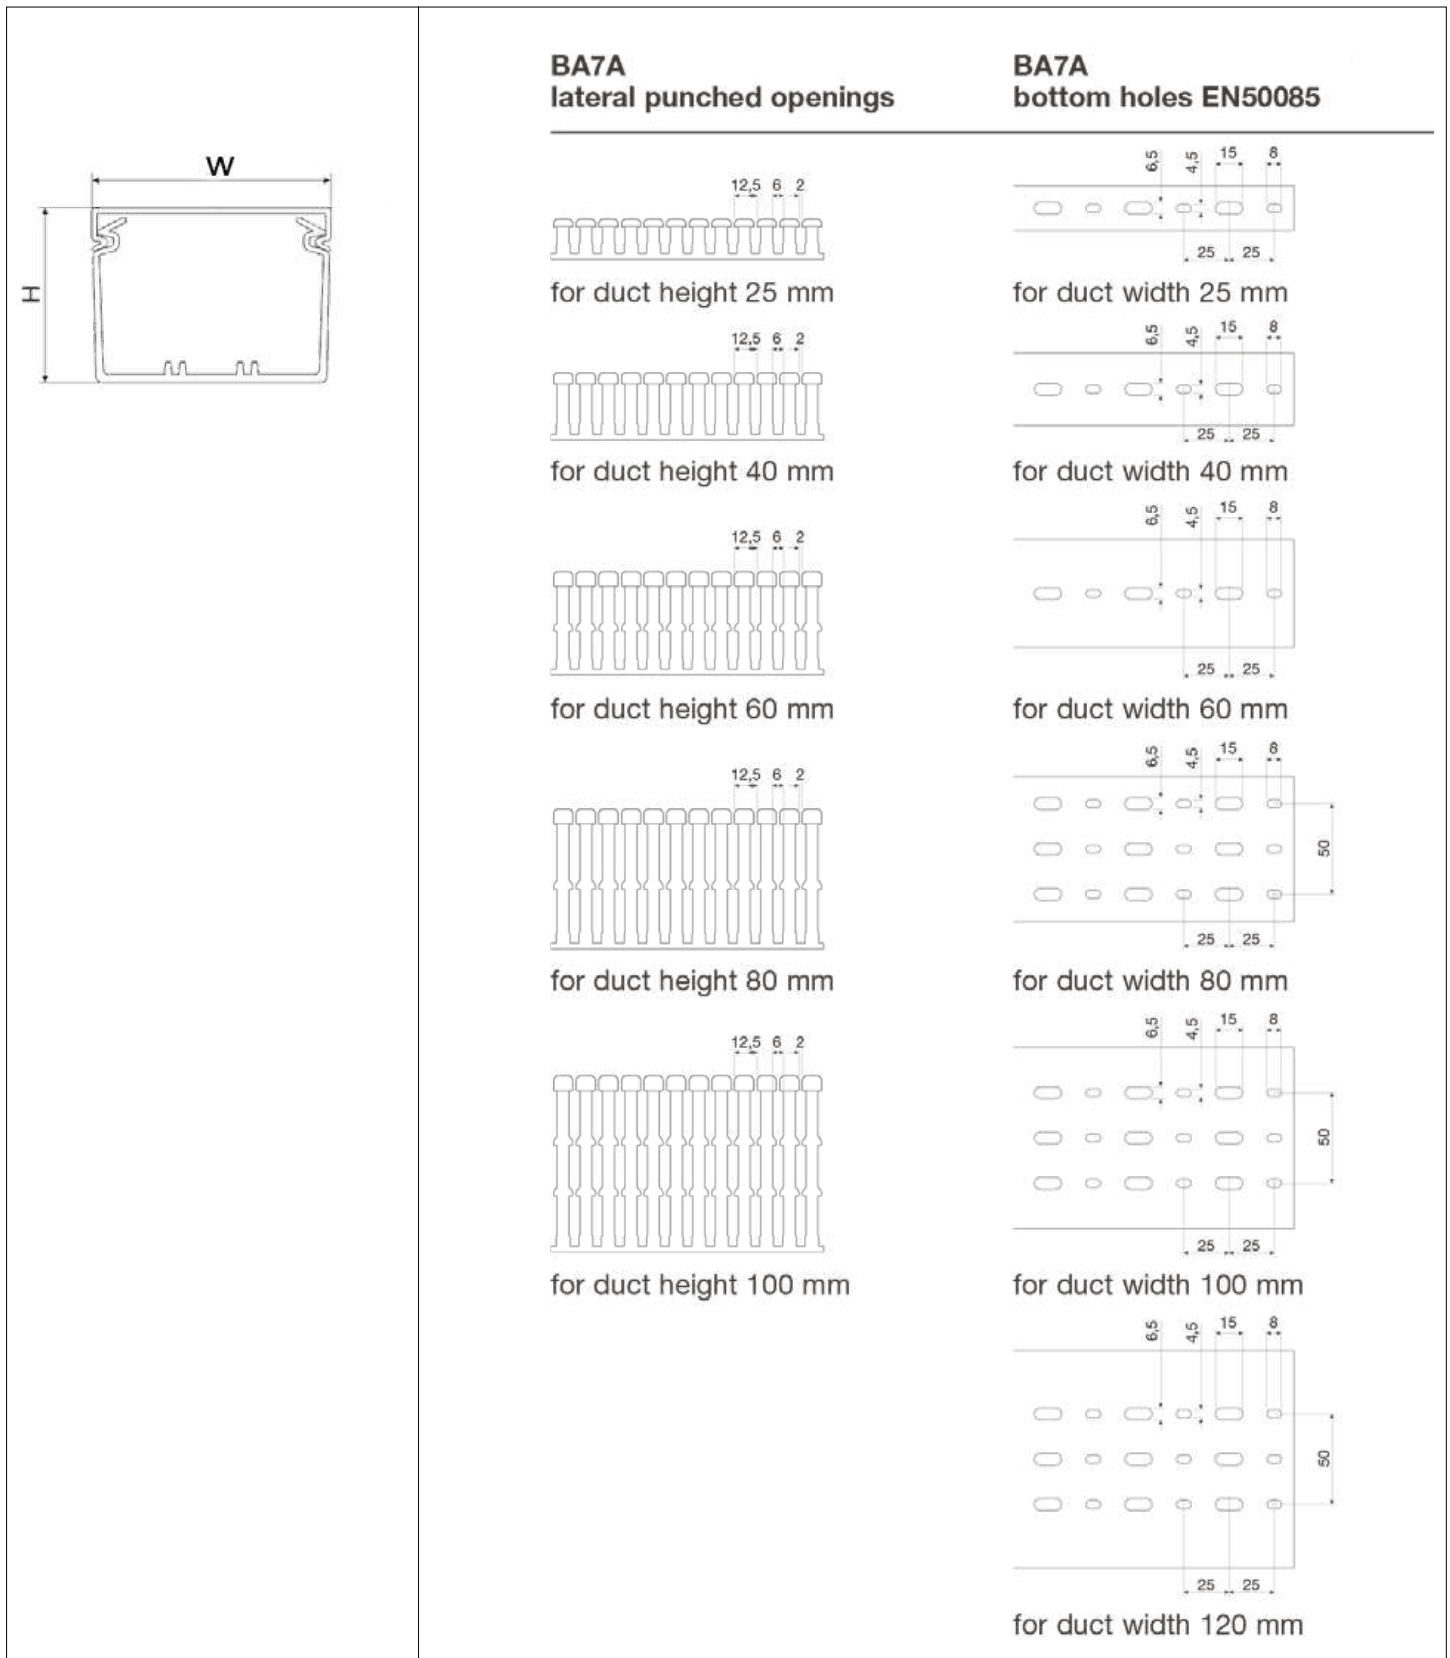 W
H
BA7A
lateral punched openings
12,5 6 2
for duct height 25 mm
12,5 6 2
for duct height 40 mm
12,5 6 2
for duct height 60 mm
12,5 6 2
for duct height 80 mm
12,5 6 2
for duct height 100 mm
BA7A
bottom holes EN50085
6,5 4,5 15 8
25 25
for duct width 25 mm
6,5 4,5 15 8
25 25
for duct width 40 mm
6,5 4,5 15 8
25 25
for duct width 60 mm
6,5 4,5 15 8
50
25 25
for duct width 80 mm
6,5 4,5 15 8
50
25 25
for duct width 100 mm
6,5 4,5 15 8
50
25 25
for duct width 120 mm